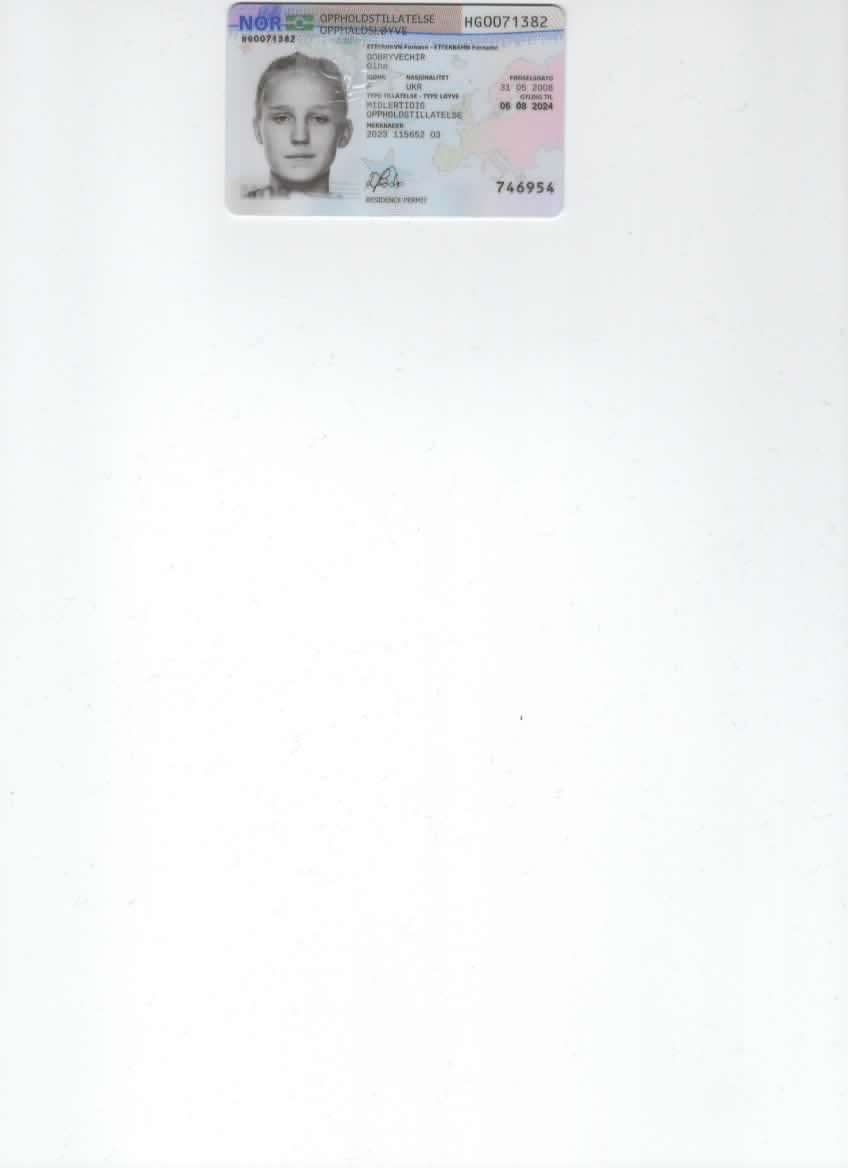 NOR OPPHOLDSTILLATELSE HG0071382
OPPHALDSLØYVE
HG0071382
ETTERNAVN Fornavn - ETTERNAMN Fornamn
DOBRYVECHIR
Olha
KJØNN NASJONALITET FØDSELSDATO
F UKR 31 05 2008
TYPE TILLATELSE - TYPE LØYVE GYLDIG TIL
MIDLERTIDIG 06 08 2024
OPPHOLDSTILLATELSE
MERKNADER
2023 115652 03
746954
RESIDENCE PERMIT